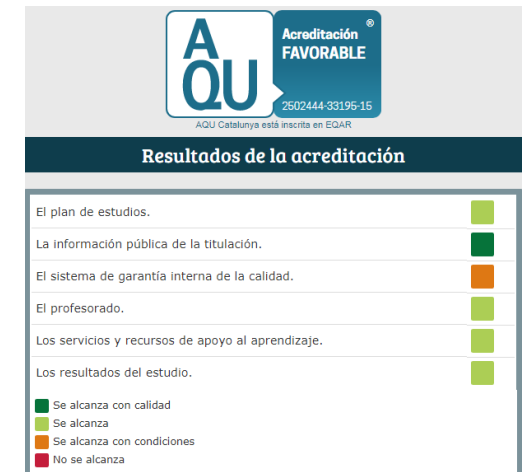 AQU
Acreditación ®
FAVORABLE
2502444-33195-15
AQU Catalunya está inscrita en EQAR
Resultados de la acreditación
El plan de estudios.
La información pública de la titulación.
El sistema de garantía interna de la calidad.
El profesorado.
Los servicios y recursos de apoyo al aprendizaje.
Los resultados del estudio.
Se alcanza con calidad
Se alcanza
Se alcanza con condiciones
No se alcanza